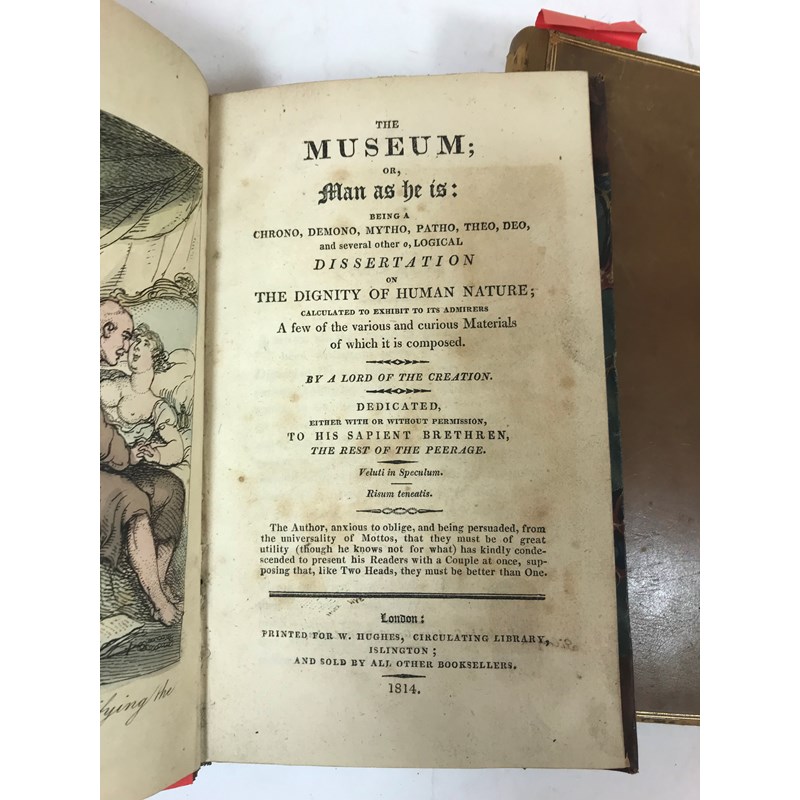 THE
MUSEUM;
OR,
Man as he is:
BEING A
CHRONO, DEMONO, MYTHO, PATHO, THEO, DEO,
and several other o, LOGICAL
DISSERTATION
ON
THE DIGNITY OF HUMAN NATURE;
CALCULATED TO EXHIBIT TO ITS ADMIRERS
A few of the various and curious Materials
of which it is composed.
BY A LORD OF THE CREATION.
DEDICATED,
EITHER WITH OR WITHOUT PERMISSION,
TO HIS SAPIENT BRETHREN,
THE REST OF THE PEERAGE.
Veluti in Speculum.
Risum teneatis.
The Author, anxious to oblige, and being persuaded, from
the universality of Mottos, that they must be of great
utility (though he knows not for what) has kindly conde-
scended to present his Readers with a Couple at once, sup-
posing that, like Two Heads, they must be better than One.
London:
PRINTED FOR W. HUGHES, CIRCULATING LIBRARY,
ISLINGTON;
AND SOLD BY ALL OTHER BOOKSELLERS.
1814.
the